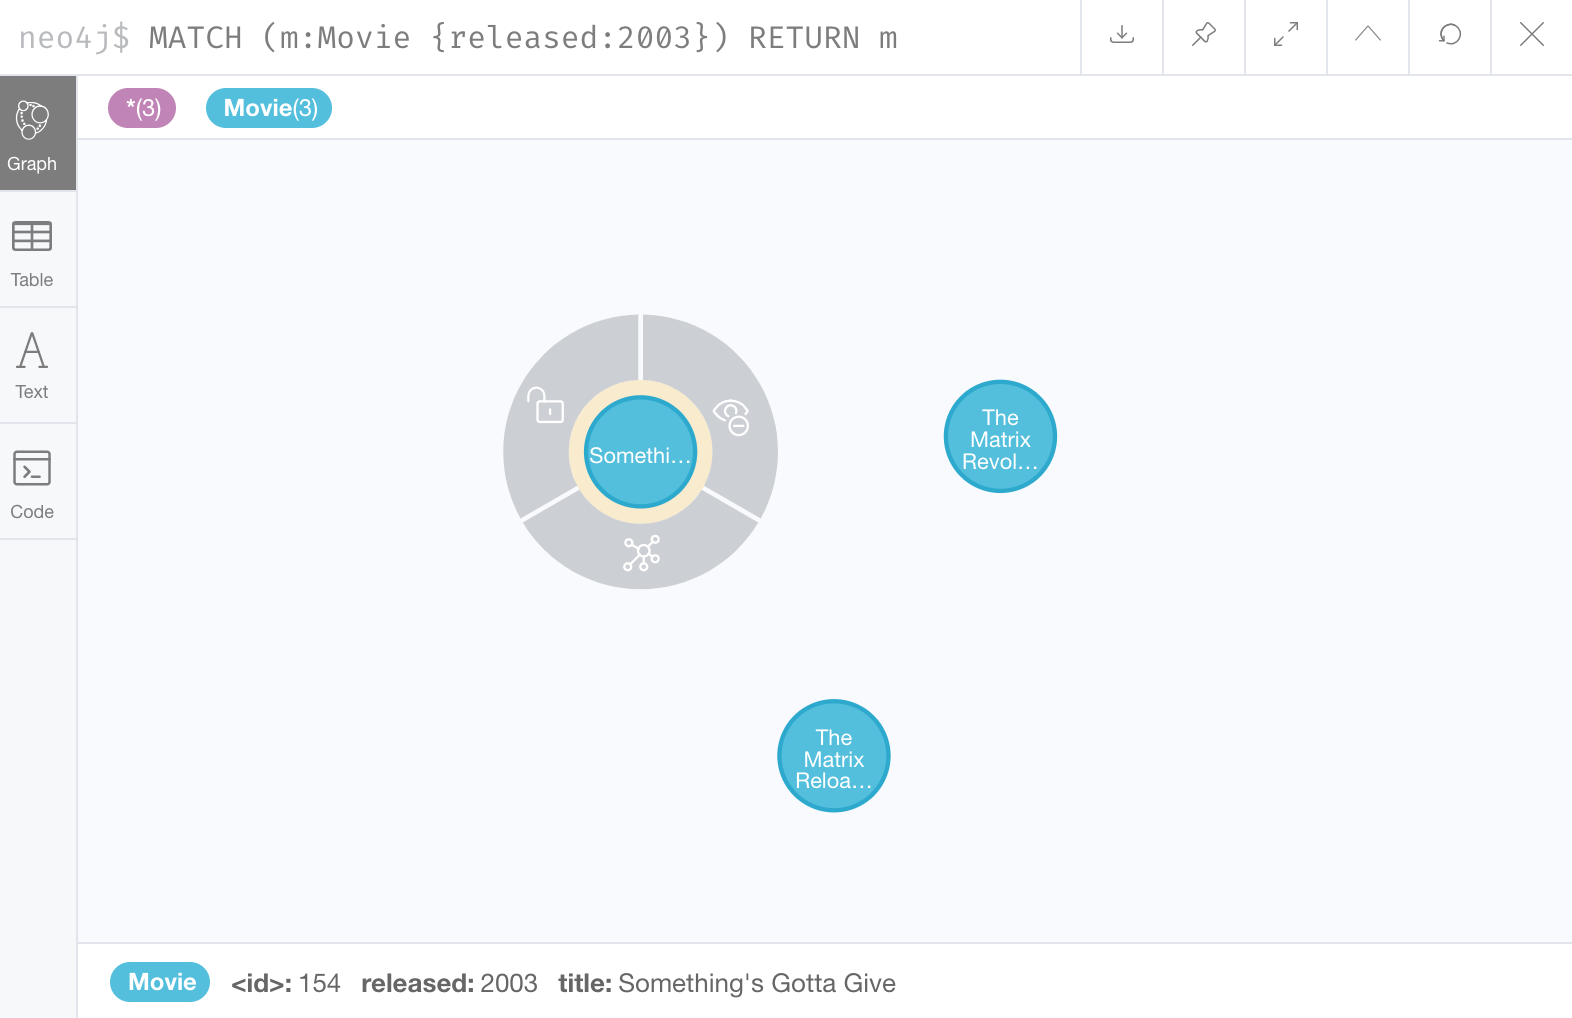 neo4j$ MATCH (m:Movie {released:2003}) RETURN m
*(3) Movie(3)
Graph
Table
Text
Code
Somethi...
The
Matrix
Revol...
The
Matrix
Reloa...
Movie <id>: 154 released: 2003 title: Something's Gotta Give